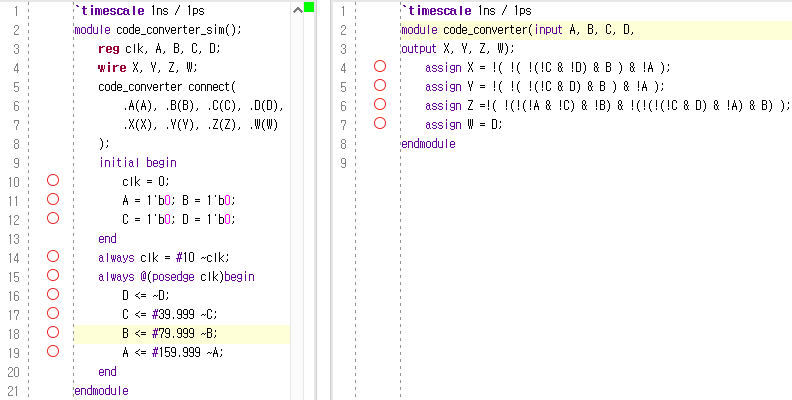 1 `timescale 1ns / 1ps
2 module code_converter_sim();
3 reg clk, A, B, C, D;
4 wire X, Y, Z, W;
5 code_converter connect(
6 .A(A), .B(B), .C(C), .D(D),
7 .X(X), .Y(Y), .Z(Z), .W(W)
8 );
9 initial begin
10 clk = 0;
11 A = 1'b0; B = 1'b0;
12 C = 1'b0; D = 1'b0;
13 end
14 always clk = #10 ~clk;
15 always @(posedge clk)begin
16 D <= ~D;
17 C <= #39.999 ~C;
18 B <= #79.999 ~B;
19 A <= #159.999 ~A;
20 end
21 endmodule
1 `timescale 1ns / 1ps
2 module code_converter(input A, B, C, D,
3 output X, Y, Z, W);
4 assign X = !( !( !(!C & !D) & B ) & !A );
5 assign Y = !( !( !(!C & D) & B ) & !A );
6 assign Z =!( !(!(!A & !C) & !B) & !(!(!(!C & D) & !A) & B) );
7 assign W = D;
8 endmodule
9